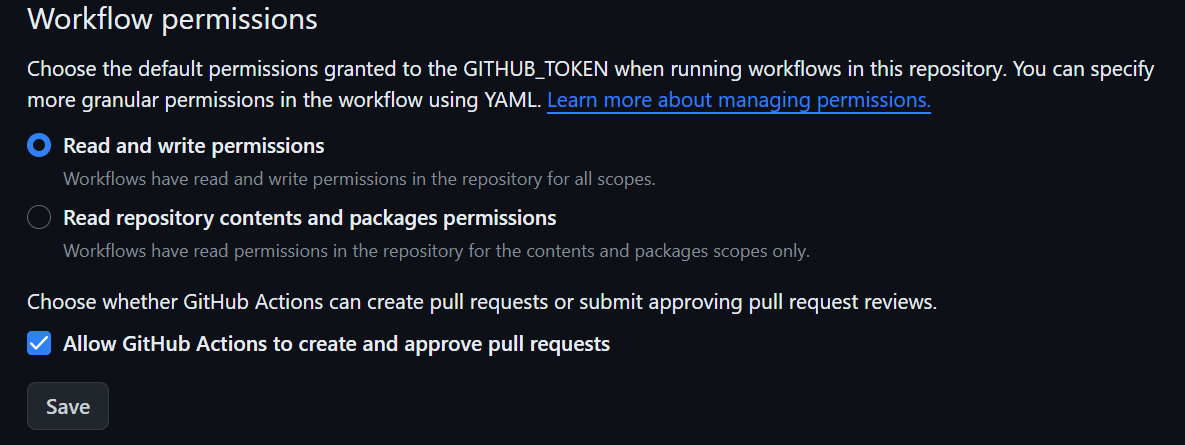 Workflow permissions
Choose the default permissions granted to the GITHUB_TOKEN when running workflows in this repository. You can specify
more granular permissions in the workflow using YAML. Learn more about managing permissions.
Read and write permissions
Workflows have read and write permissions in the repository for all scopes.
Read repository contents and packages permissions
Workflows have read permissions in the repository for the contents and packages scopes only.
Choose whether GitHub Actions can create pull requests or submit approving pull request reviews.
Allow GitHub Actions to create and approve pull requests
Save